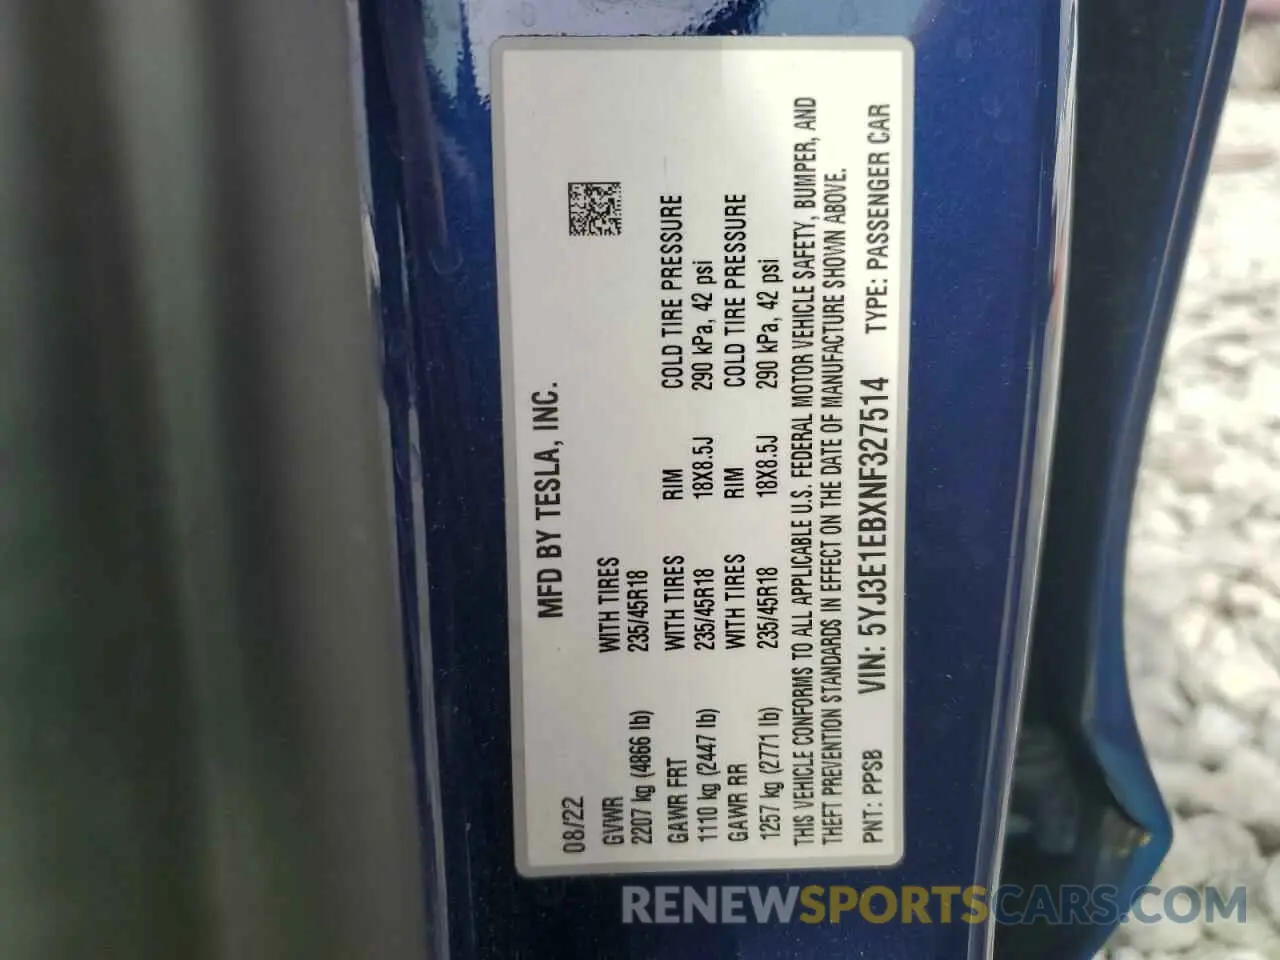 MFD BY TESLA, INC.
08/22
GVWR WITH TIRES
2207 kg (4866 lb) 235/45R18
GAWR FRT WITH TIRES RIM COLD TIRE PRESSURE
1110 kg (2447 lb) 235/45R18 18X8.5J 290 kPa, 42 psi
GAWR RR WITH TIRES RIM COLD TIRE PRESSURE
1257 kg (2771 lb) 235/45R18 18X8.5J 290 kPa, 42 psi
THIS VEHICLE CONFORMS TO ALL APPLICABLE U.S. FEDERAL MOTOR VEHICLE SAFETY, BUMPER, AND
THEFT PREVENTION STANDARDS IN EFFECT ON THE DATE OF MANUFACTURE SHOWN ABOVE.
PNT: PPSB VIN: 5YJ3E1EBXNF327514 TYPE: PASSENGER CAR
RENEWSPORTSCARS.COM